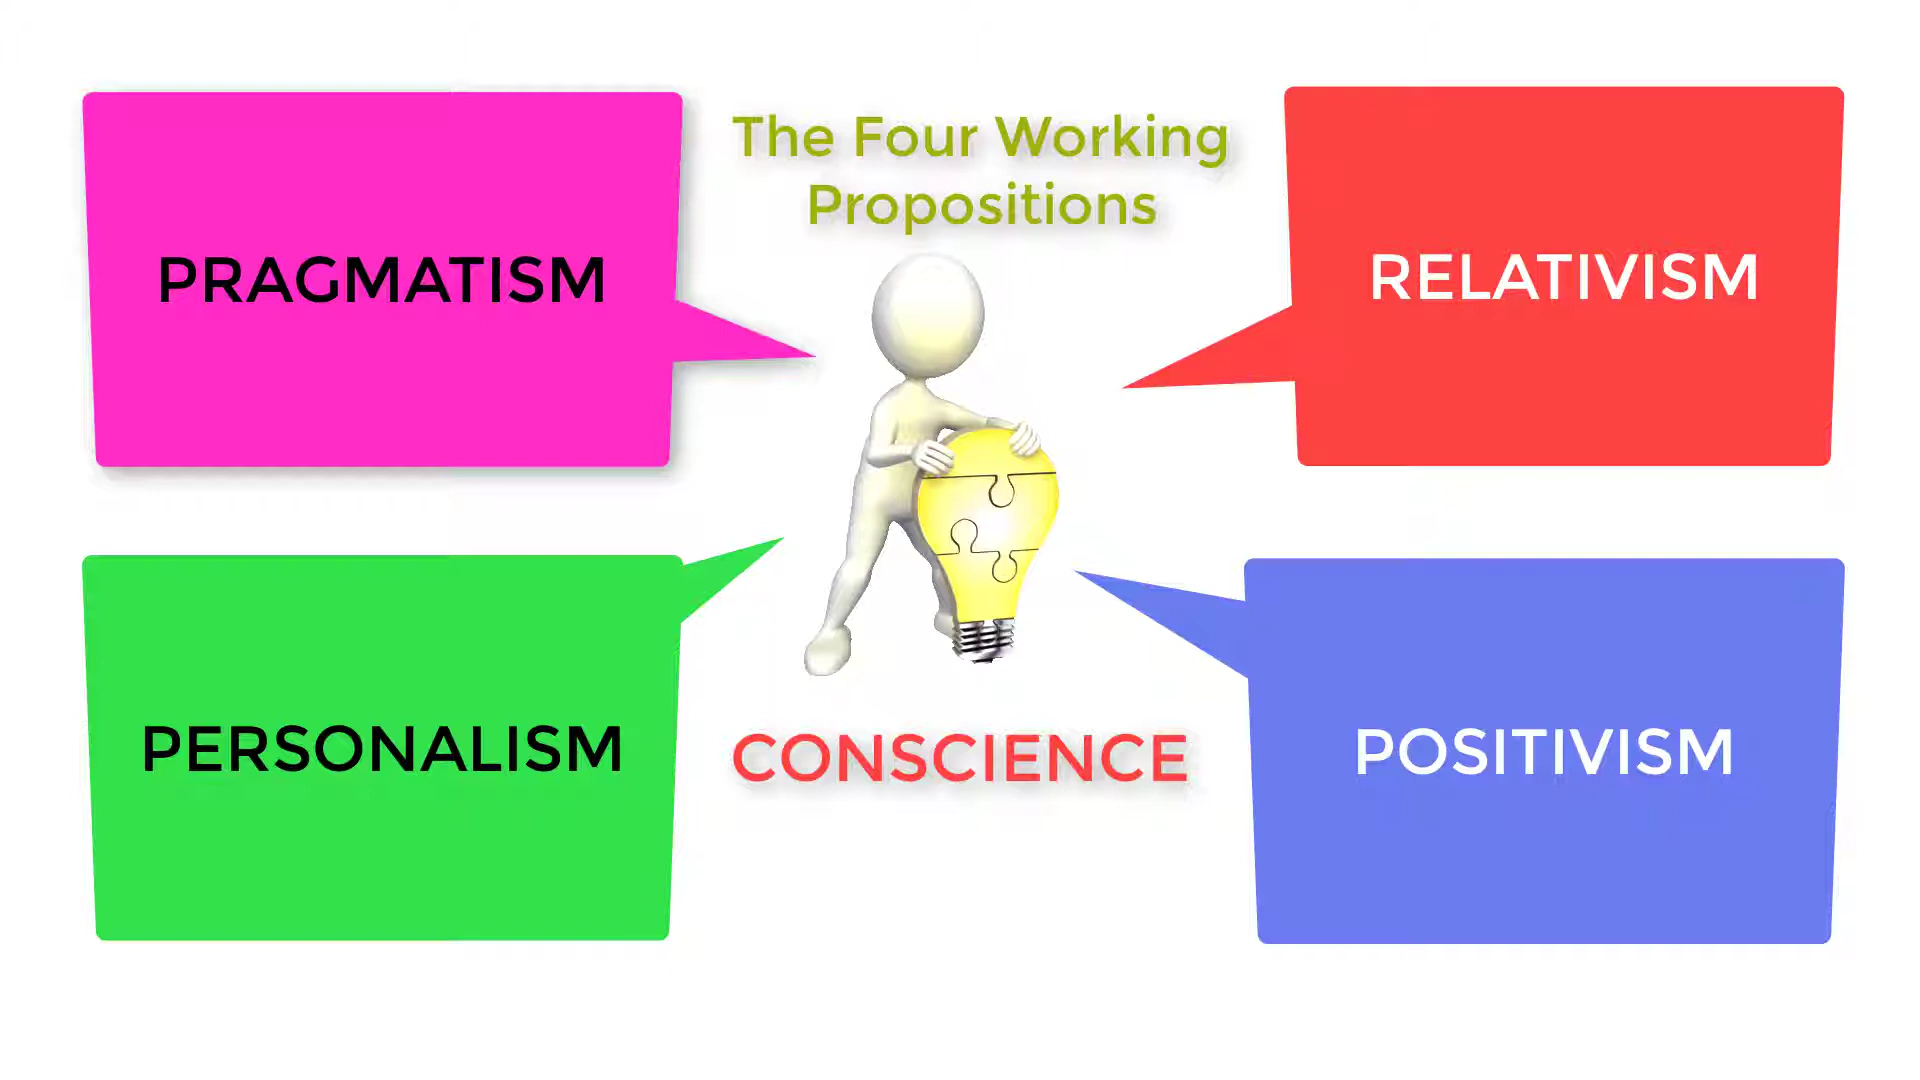 The Four Working
Propositions
PRAGMATISM
RELATIVISM
PERSONALISM
CONSCIENCE
POSITIVISM